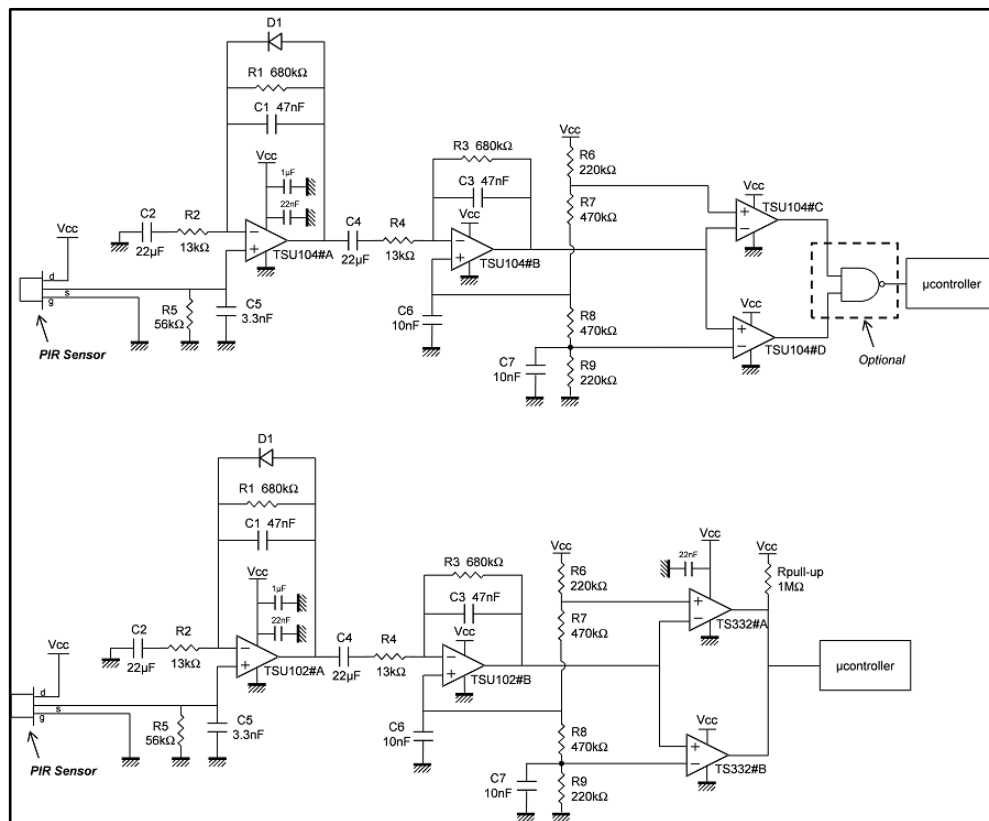 D1
R1 680kΩ
C1 47nF
Vcc
1µF
22nF
R3 680kΩ
C3 47nF
Vcc
Vcc
R6
220kΩ
R7
470kΩ
Vcc
TSU104#C
C2
22µF
R2
13kΩ
TSU104#A
C4
22µF
R4
13kΩ
TSU104#B
µcontroller
Vcc
d
s
g
PIR Sensor
R5
56kΩ
C5
3.3nF
C6
10nF
R8
470kΩ
C7
10nF
R9
220kΩ
Vcc
TSU104#D
Optional
D1
R1 680kΩ
C1 47nF
Vcc
1µF
22nF
R3 680kΩ
C3 47nF
Vcc
Vcc
R6
220kΩ
R7
470kΩ
22nF
Vcc
Vcc
Rpull-up
1MΩ
TS332#A
C2
22µF
R2
13kΩ
TSU102#A
C4
22µF
R4
13kΩ
TSU102#B
µcontroller
Vcc
d
s
g
PIR Sensor
R5
56kΩ
C5
3.3nF
C6
10nF
R8
470kΩ
C7
10nF
R9
220kΩ
Vcc
TS332#B